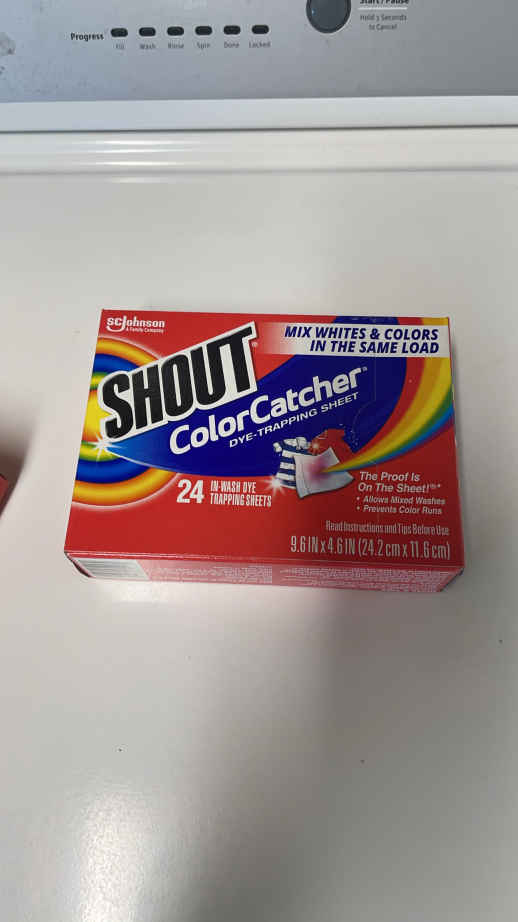 Start / Pause
Hold 3 Seconds
to Cancel
Progress
Fill Wash Rinse Spin Done Locked
scJohnson
A Family Company
MIX WHITES & COLORS
IN THE SAME LOAD
SHOUT®
ColorCatcher®
DYE-TRAPPING SHEET
24 IN-WASH DYE
TRAPPING SHEETS
The Proof Is
On The Sheet!®*
• Allows Mixed Washes
• Prevents Color Runs
Read Instructions and Tips Before Use
9.6 IN x 4.6 IN (24.2 cm x 11.6 cm)